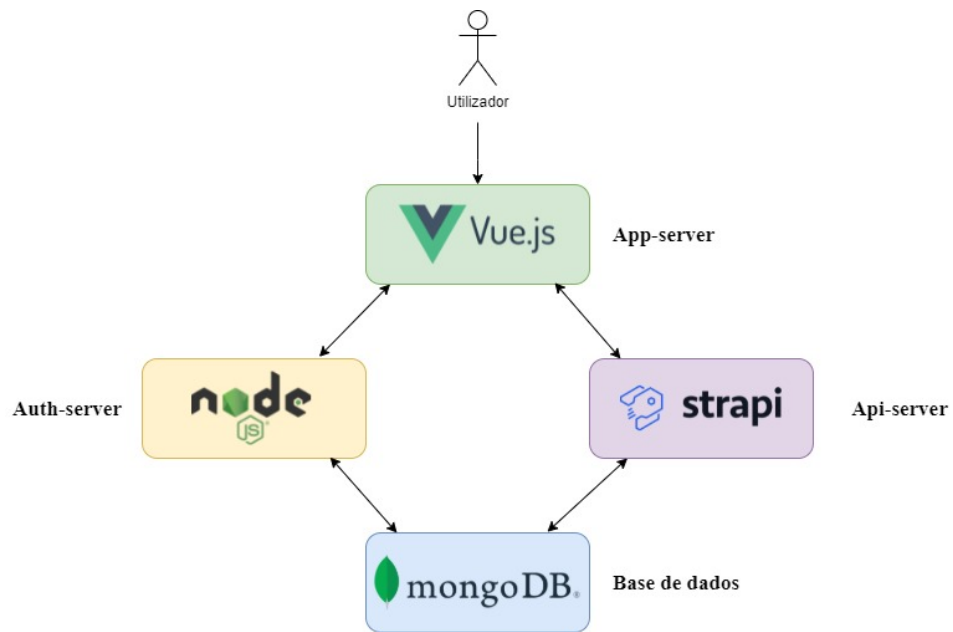 Utilizador
Vue.js
App-server
Auth-server
node
JS
strapi
Api-server
mongoDB®
Base de dados